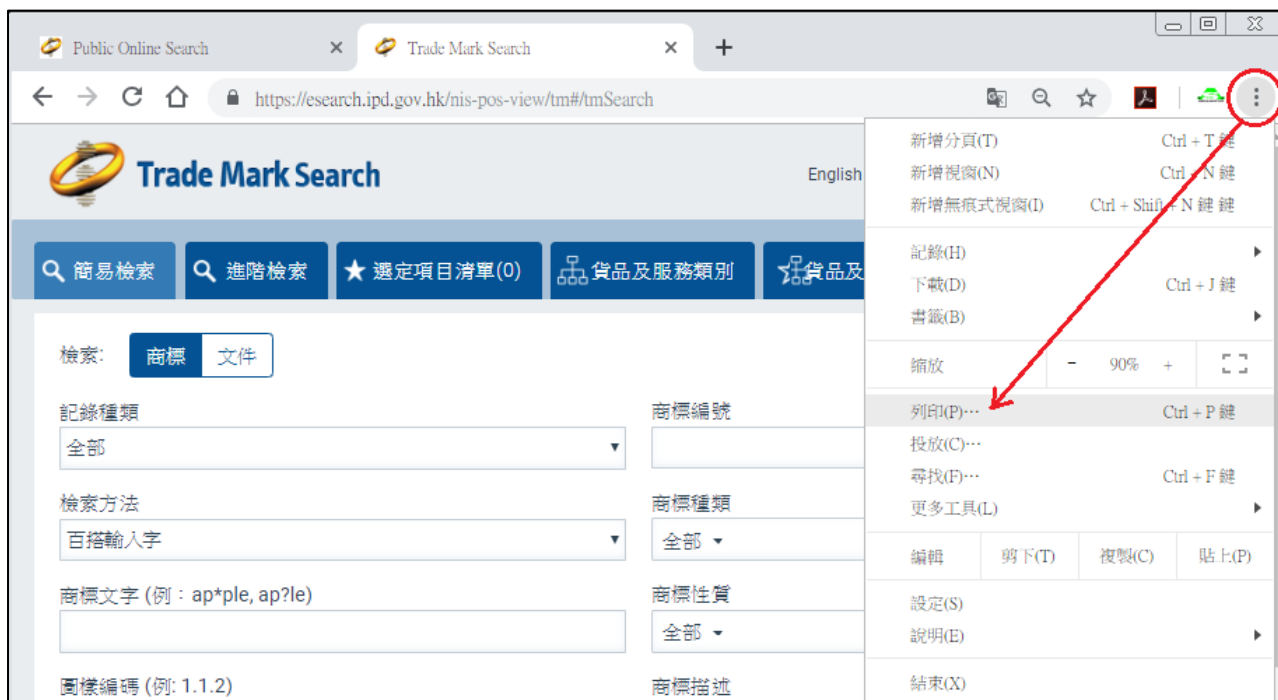 Public Online Search
Trade Mark Search
https://esearch.ipd.gov.hk/nis-pos-view/tm#/tmSearch
Trade Mark Search
English
簡易檢索
進階檢索
選定項目清單(0)
貨品及服務類別
貨品及
檢索:
商標
文件
記錄種類
全部
商標編號
檢索方法
百搭輸入字
商標種類
全部
商標文字 (例：ap*ple, ap?le)
商標性質
全部
圖樣編碼 (例: 1.1.2)
商標描述
新增分頁(T) Ctrl + T 鍵
新增視窗(N) Ctrl + N 鍵
新增無痕式視窗(I) Ctrl + Shift + N 鍵 鍵
記錄(H)
下載(D) Ctrl + J 鍵
書籤(B)
縮放 - 90% +
列印(P)⋯ Ctrl + P 鍵
投放(C)⋯
尋找(F)⋯ Ctrl + F 鍵
更多工具(L)
編輯 剪下(T) 複製(C) 貼上(P)
設定(S)
說明(E)
結束(X)